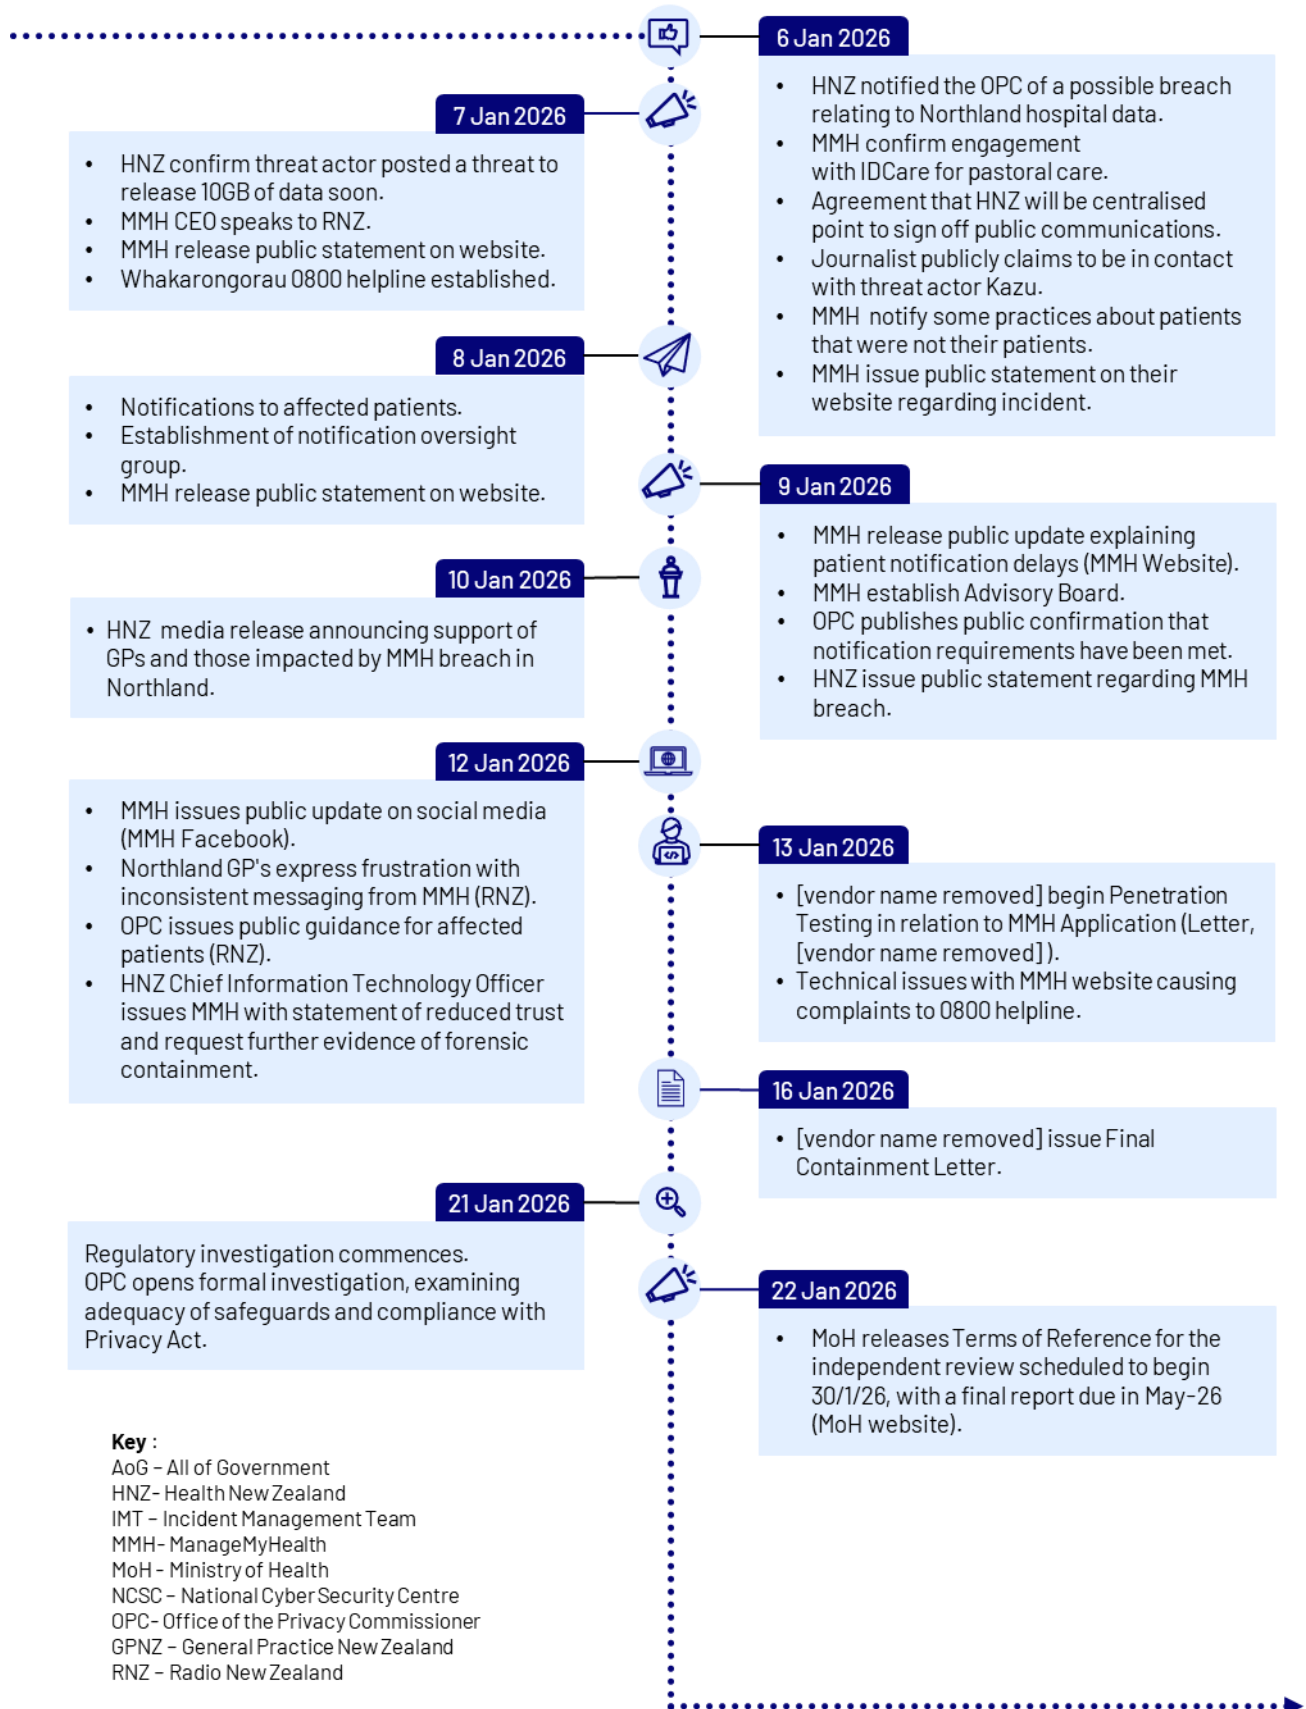 6 Jan 2026
• HNZ notified the OPC of a possible breach
relating to Northland hospital data.
• MMH confirm engagement
with IDCare for pastoral care.
• Agreement that HNZ will be centralised
point to sign off public communications.
• Journalist publicly claims to be in contact
with threat actor Kazu.
• MMH notify some practices about patients
that were not their patients.
• MMH issue public statement on their
website regarding incident.
7 Jan 2026
• HNZ confirm threat actor posted a threat to
release 10GB of data soon.
• MMH CEO speaks to RNZ.
• MMH release public statement on website.
• Whakarongorau 0800 helpline established.
8 Jan 2026
• Notifications to affected patients.
• Establishment of notification oversight
group.
• MMH release public statement on website.
9 Jan 2026
• MMH release public update explaining
patient notification delays (MMH Website).
• MMH establish Advisory Board.
• OPC publishes public confirmation that
notification requirements have been met.
• HNZ issue public statement regarding MMH
breach.
10 Jan 2026
• HNZ media release announcing support of
GPs and those impacted by MMH breach in
Northland.
12 Jan 2026
• MMH issues public update on social media
(MMH Facebook).
• Northland GP's express frustration with
inconsistent messaging from MMH (RNZ).
• OPC issues public guidance for affected
patients (RNZ).
• HNZ Chief Information Technology Officer
issues MMH with statement of reduced trust
and request further evidence of forensic
containment.
13 Jan 2026
• [vendor name removed] begin Penetration
Testing in relation to MMH Application (Letter,
[vendor name removed] ).
• Technical issues with MMH website causing
complaints to 0800 helpline.
16 Jan 2026
• [vendor name removed] issue Final
Containment Letter.
21 Jan 2026
Regulatory investigation commences.
OPC opens formal investigation, examining
adequacy of safeguards and compliance with
Privacy Act.
22 Jan 2026
• MoH releases Terms of Reference for the
independent review scheduled to begin
30/1/26, with a final report due in May-26
(MoH website).
Key :
AoG – All of Government
HNZ- Health New Zealand
IMT – Incident Management Team
MMH- ManageMyHealth
MoH - Ministry of Health
NCSC – National Cyber Security Centre
OPC- Office of the Privacy Commissioner
GPNZ – General Practice New Zealand
RNZ – Radio New Zealand